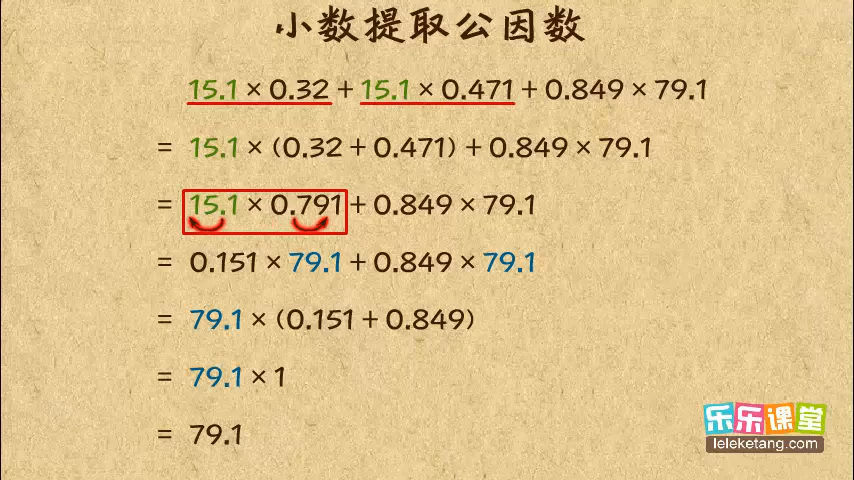 小数提取公因数
15.1 × 0.32 + 15.1 × 0.471 + 0.849 × 79.1
= 15.1 × (0.32 + 0.471) + 0.849 × 79.1
= 15.1 × 0.791 + 0.849 × 79.1
= 0.151 × 79.1 + 0.849 × 79.1
= 79.1 × (0.151 + 0.849)
= 79.1 × 1
= 79.1
乐乐课堂
leleketang.com